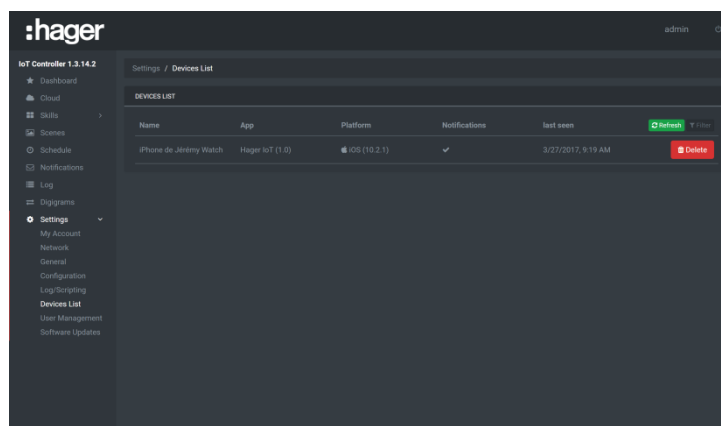 :hager
admin
IoT Controller 1.3.14.2
Dashboard
Cloud
Skills
Scenes
Schedule
Notifications
Log
Digigrams
Settings
My Account
Network
General
Configuration
Log/Scripting
Devices List
User Management
Software Updates
Settings / Devices List
DEVICES LIST
Name App Platform Notifications last seen Refresh Filter
iPhone de Jérémy Watch Hager IoT (1.0) iOS (10.2.1) 3/27/2017, 9:19 AM Delete